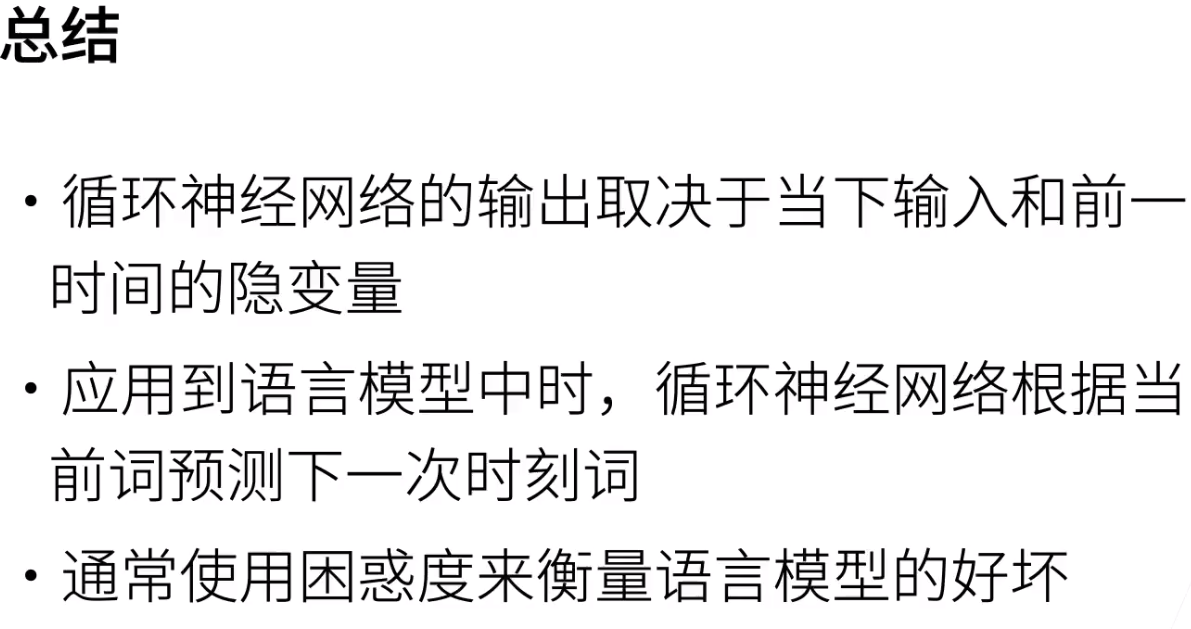 总结
• 循环神经网络的输出取决于当下输入和前一
时间的隐变量
• 应用到语言模型中时，循环神经网络根据当
前词预测下一次时刻词
• 通常使用困惑度来衡量语言模型的好坏